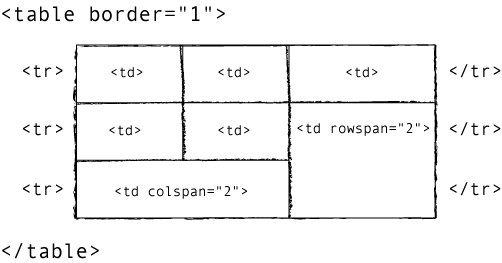 <table border="1">
<tr> <td> <td> <td> </tr>
<tr> <td> <td> <td rowspan="2"> </tr>
<tr> <td colspan="2"> </tr>
</table>